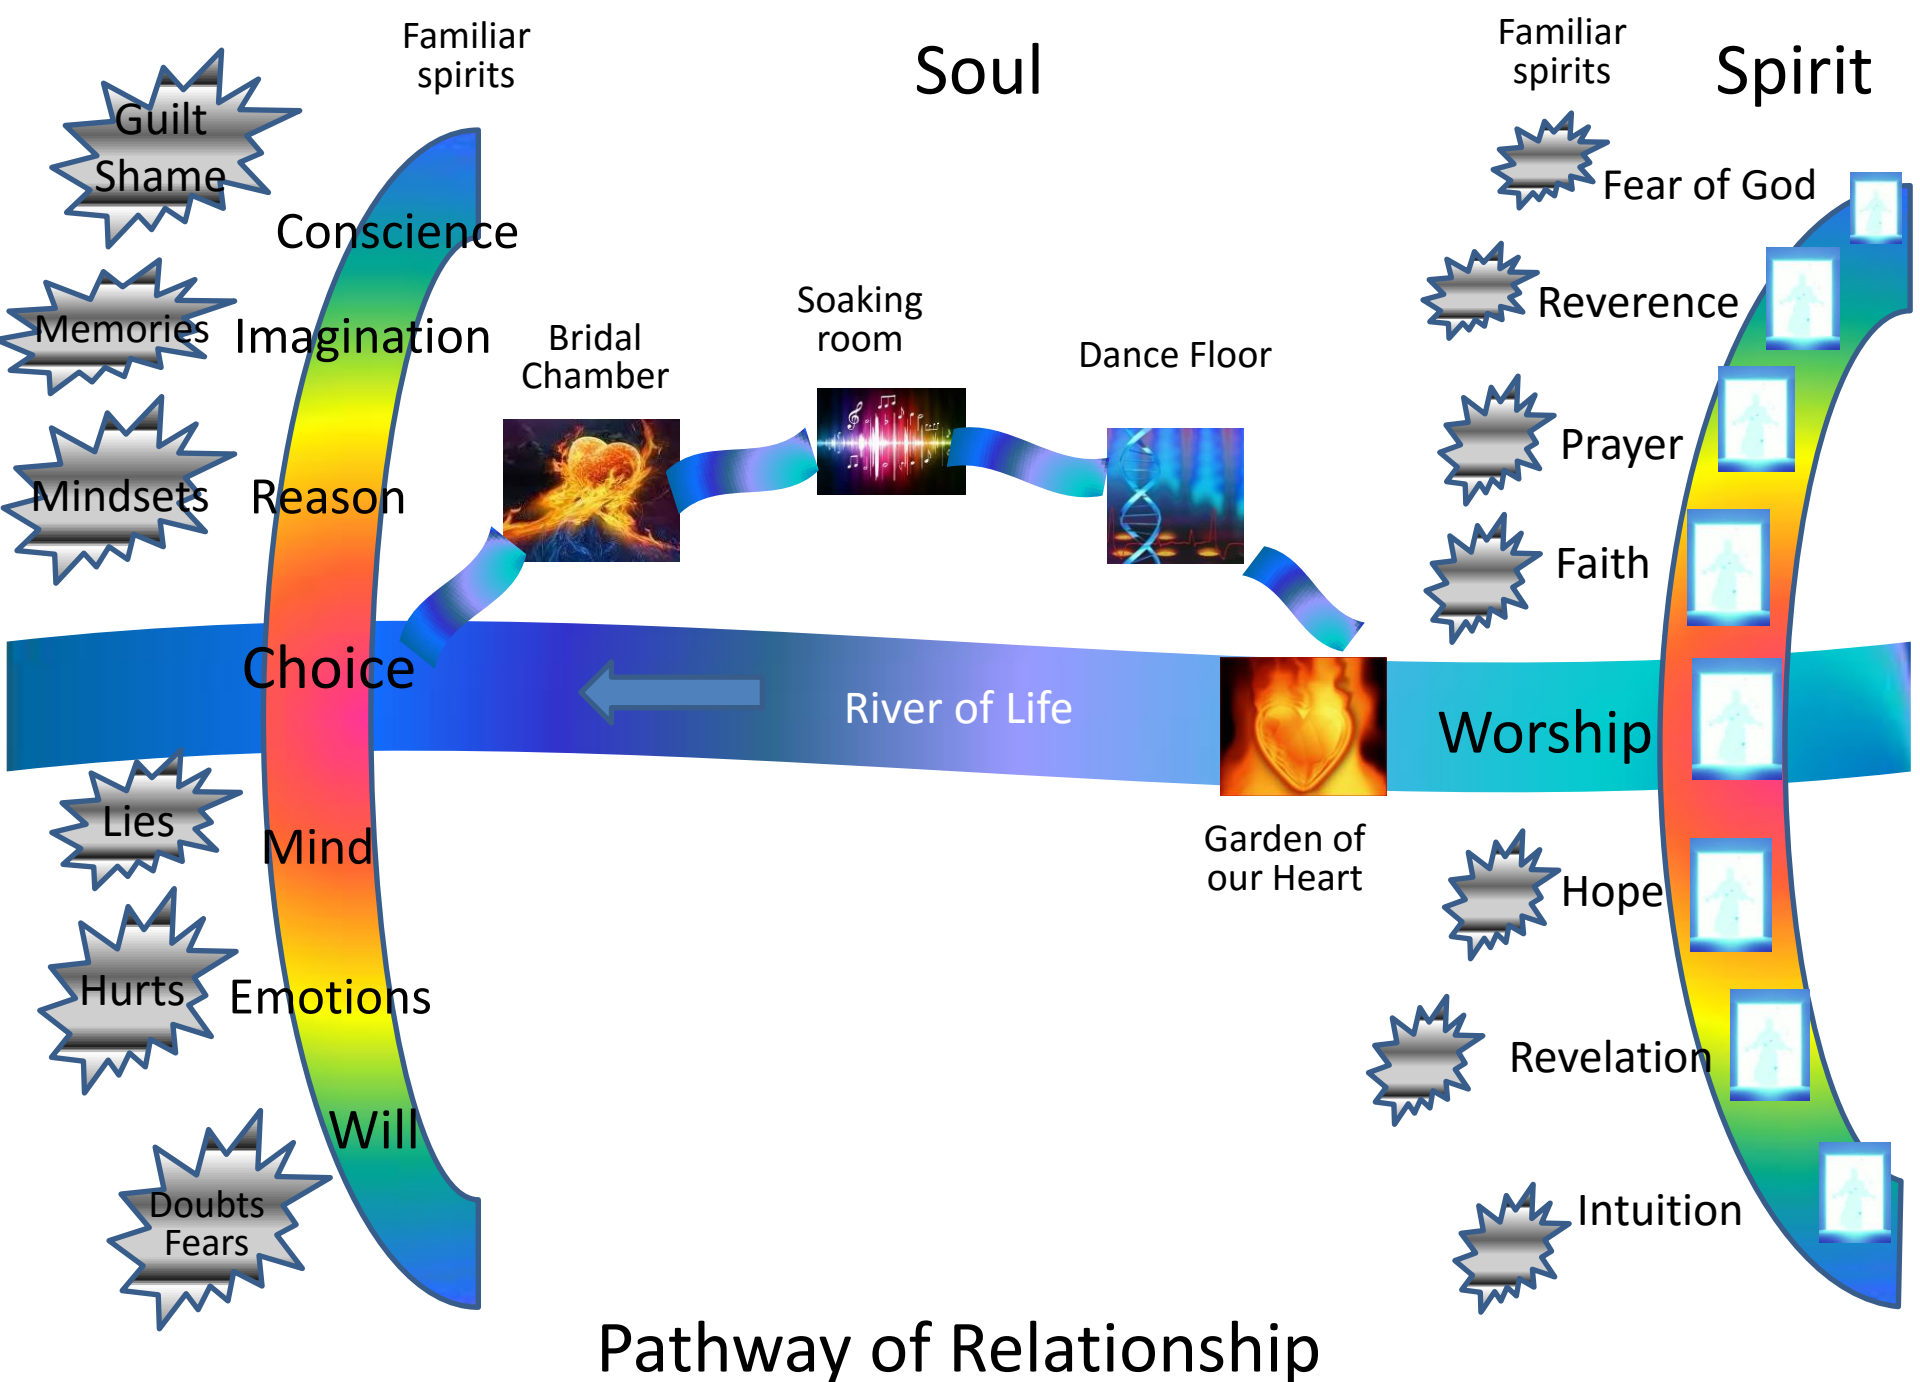 Familiar
spirits
Soul
Familiar
spirits
Spirit
Guilt
Shame
Conscience
Fear of God
Memories
Imagination
Bridal
Chamber
Soaking
room
Dance Floor
Reverence
Mindsets
Reason
Prayer
Faith
Choice
River of Life
Worship
Lies
Mind
Garden of
our Heart
Hope
Hurts
Emotions
Revelation
Will
Doubts
Fears
Intuition
Pathway of Relationship